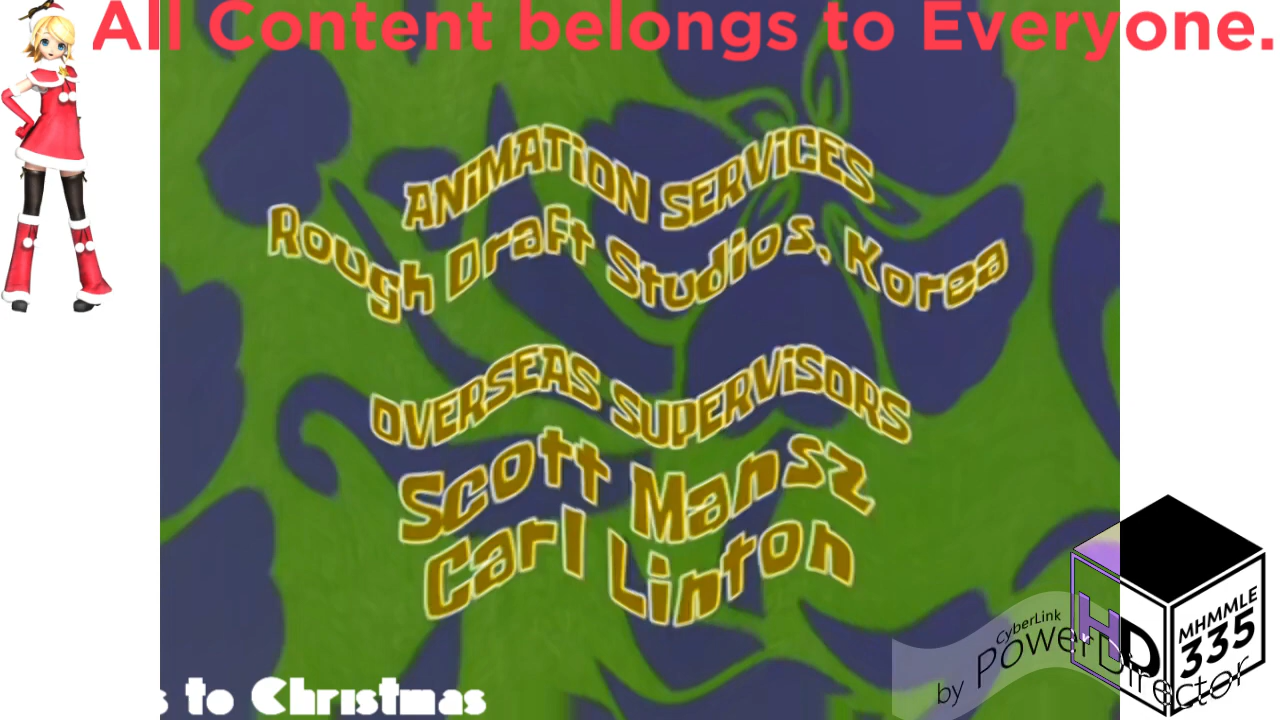 All Content belongs to Everyone.
ANiMATiON SERViCES
Rough Draft Studios, Korea
OVERSEAS SUPERViSORS
Scott Mansz
Carl Linton
s to Christmas
HD
MHMMLE
335
by CyberLink
PowerDirector